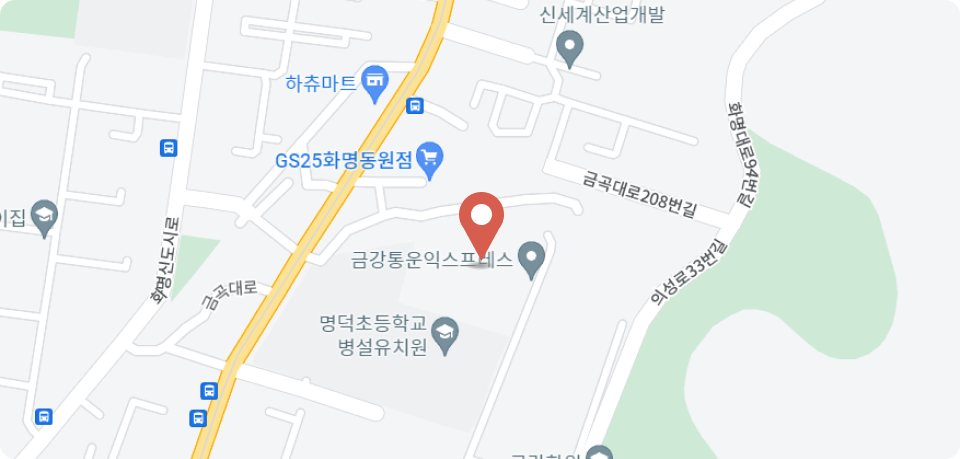 신세계산업개발
하츄마트
화명대로94번길
GS25화명동원점
금곡대로208번길
이집
화명신도시로
의성로33번길
금강통운익스프레스
금곡대로
명덕초등학교
병설유치원